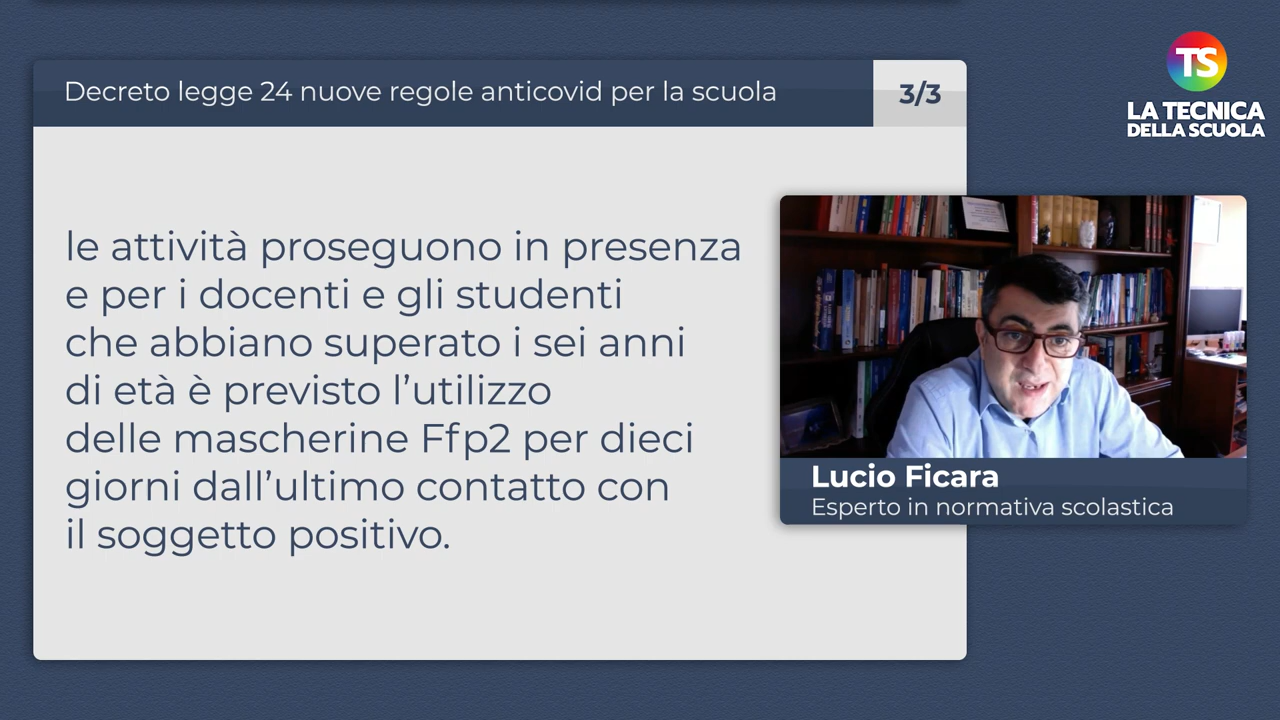 Decreto legge 24 nuove regole anticovid per la scuola
3/3
TS
LA TECNICA
DELLA SCUOLA
le attività proseguono in presenza
e per i docenti e gli studenti
che abbiano superato i sei anni
di età è previsto l’utilizzo
delle mascherine Ffp2 per dieci
giorni dall’ultimo contatto con
il soggetto positivo.
Lucio Ficara
Esperto in normativa scolastica